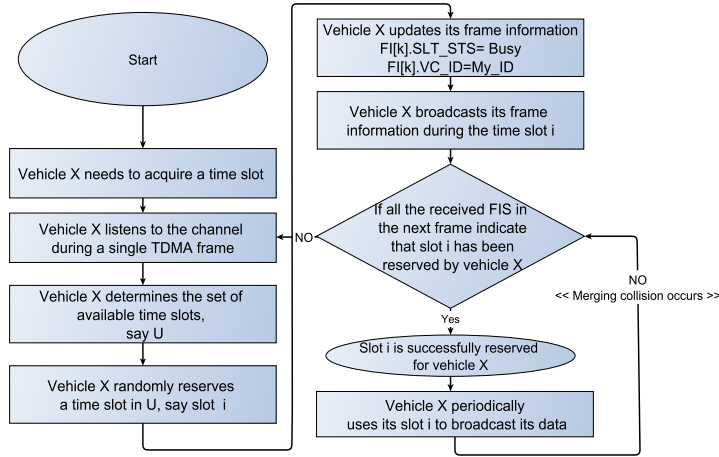 Start
Vehicle X needs to acquire a time slot
Vehicle X listens to the channel
during a single TDMA frame
Vehicle X determines the set of
available time slots,
say U
Vehicle X randomly reserves
a time slot in U, say slot i
Vehicle X updates its frame information
FI[k].SLT_STS= Busy
FI[k].VC_ID=My_ID
Vehicle X broadcasts its frame
information during the time slot i
If all the received FIS in
the next frame indicate
that slot i has been
reserved by vehicle X
NO
Yes
Slot i is successfully reserved
for vehicle X
Vehicle X periodically
uses its slot i to broadcast its data
NO
<< Merging collision occurs >>